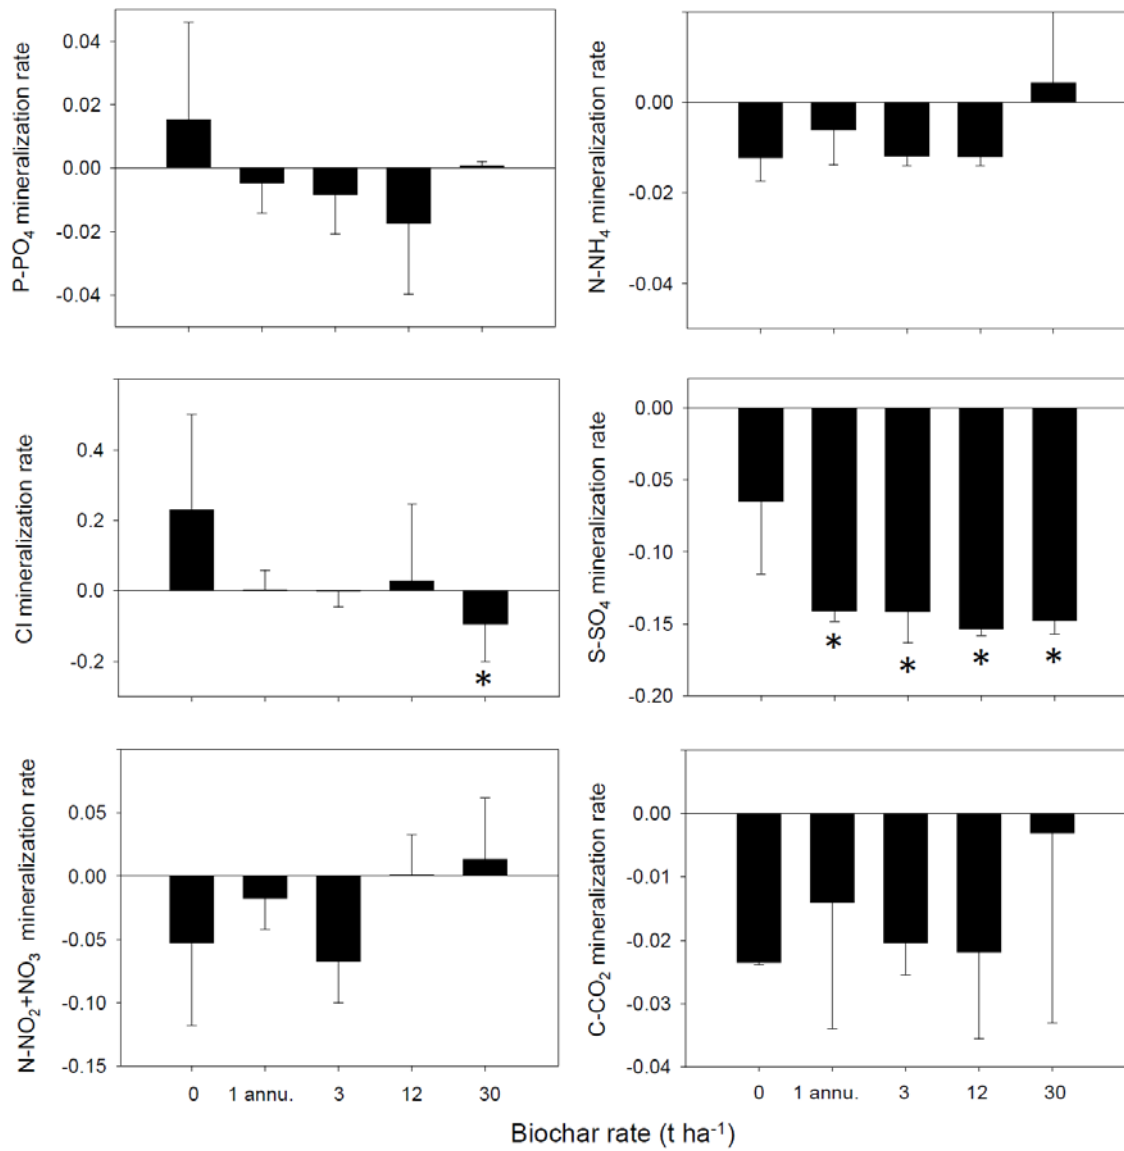 P-PO4 mineralization rate
0.04
0.02
0.00
-0.02
-0.04
N-NH4 mineralization rate
0.00
-0.02
-0.04
Cl mineralization rate
0.4
0.2
0.0
-0.2
*
S-SO4 mineralization rate
0.00
-0.05
-0.10
-0.15
-0.20
* * * *
N-NO2+NO3 mineralization rate
0.05
0.00
-0.05
-0.10
-0.15
0 1 annu. 3 12 30
C-CO2 mineralization rate
0.00
-0.01
-0.02
-0.03
-0.04
0 1 annu. 3 12 30
Biochar rate (t ha-1)